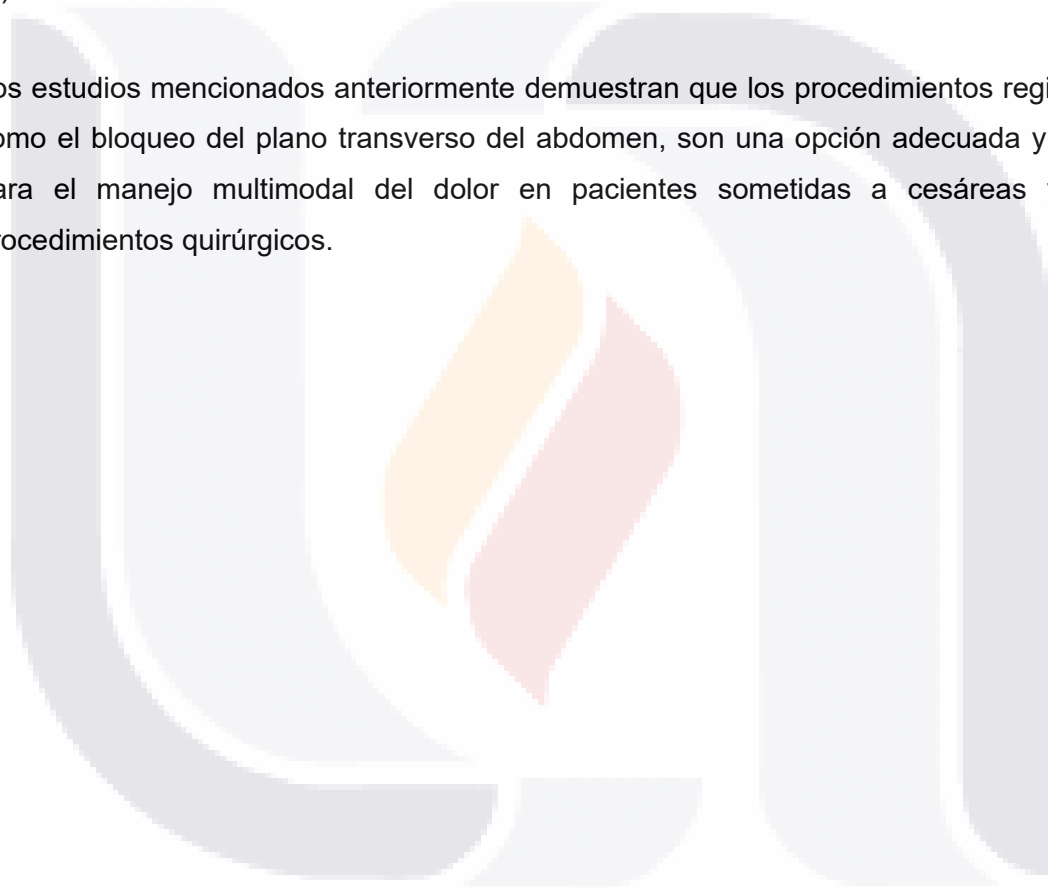 os estudios mencionados anteriormente demuestran que los procedimientos regi
omo el bloqueo del plano transverso del abdomen, son una opción adecuada y
ara el manejo multimodal del dolor en pacientes sometidas a cesáreas
rocedimientos quirúrgicos.